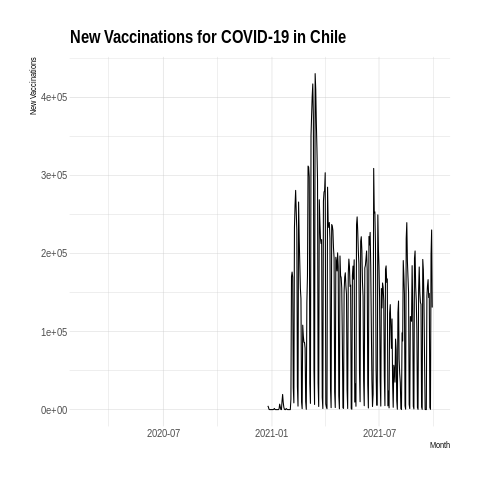 New Vaccinations for COVID-19 in Chile
New Vaccinations
4e+05
3e+05
2e+05
1e+05
0e+00
2020-07
2021-01
2021-07
Month